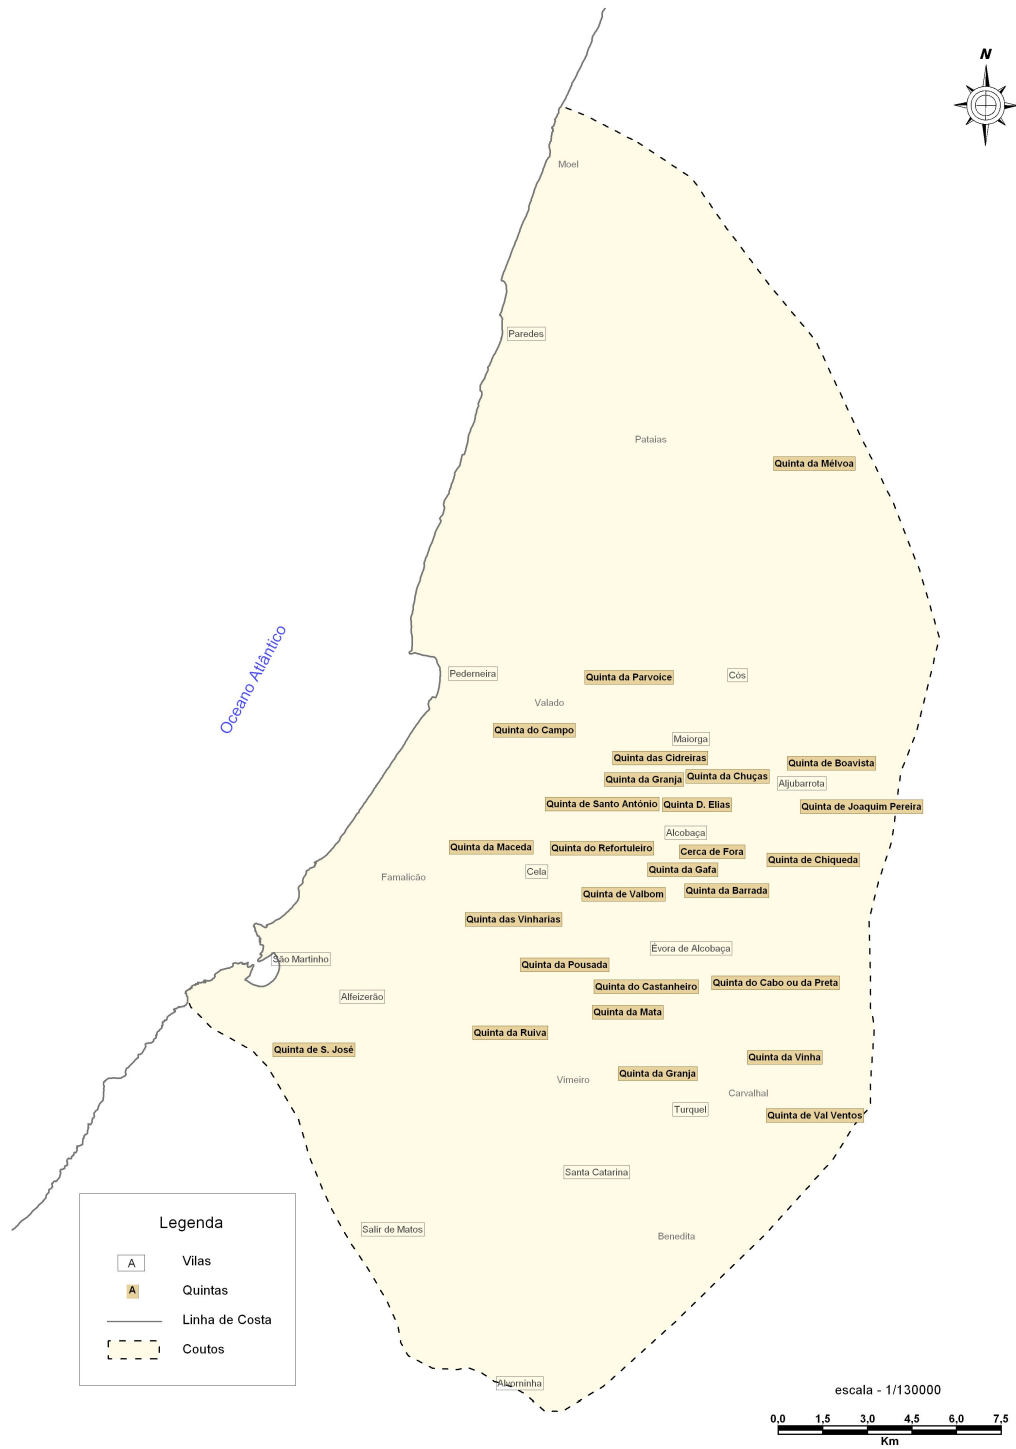 N
Moel
Paredes
Pataias
Quinta da Mélvoa
Oceano Atlântico
Pederneira
Quinta da Parvoice
Cós
Valado
Quinta do Campo
Maiorga
Quinta das Cidreiras
Quinta de Boavista
Quinta da Granja
Quinta da Chuças
Aljubarrota
Quinta de Santo António
Quinta D. Elias
Quinta de Joaquim Pereira
Alcobaça
Quinta da Maceda
Quinta do Refortuleiro
Cerca de Fora
Quinta de Chiqueda
Cela
Quinta da Gafa
Famalicão
Quinta de Valbom
Quinta da Barrada
Quinta das Vinharias
Évora de Alcobaça
São Martinho
Quinta da Pousada
Quinta do Castanheiro
Quinta do Cabo ou da Preta
Alfeizerão
Quinta da Mata
Quinta da Ruiva
Quinta de S. José
Quinta da Vinha
Vimeiro
Quinta da Granja
Carvalhal
Turquel
Quinta de Val Ventos
Santa Catarina
Salir de Matos
Benedita
Alvorninha
Legenda
A Vilas
A Quintas
Linha de Costa
Coutos
escala - 1/130000
0,0 1,5 3,0 4,5 6,0 7,5
Km